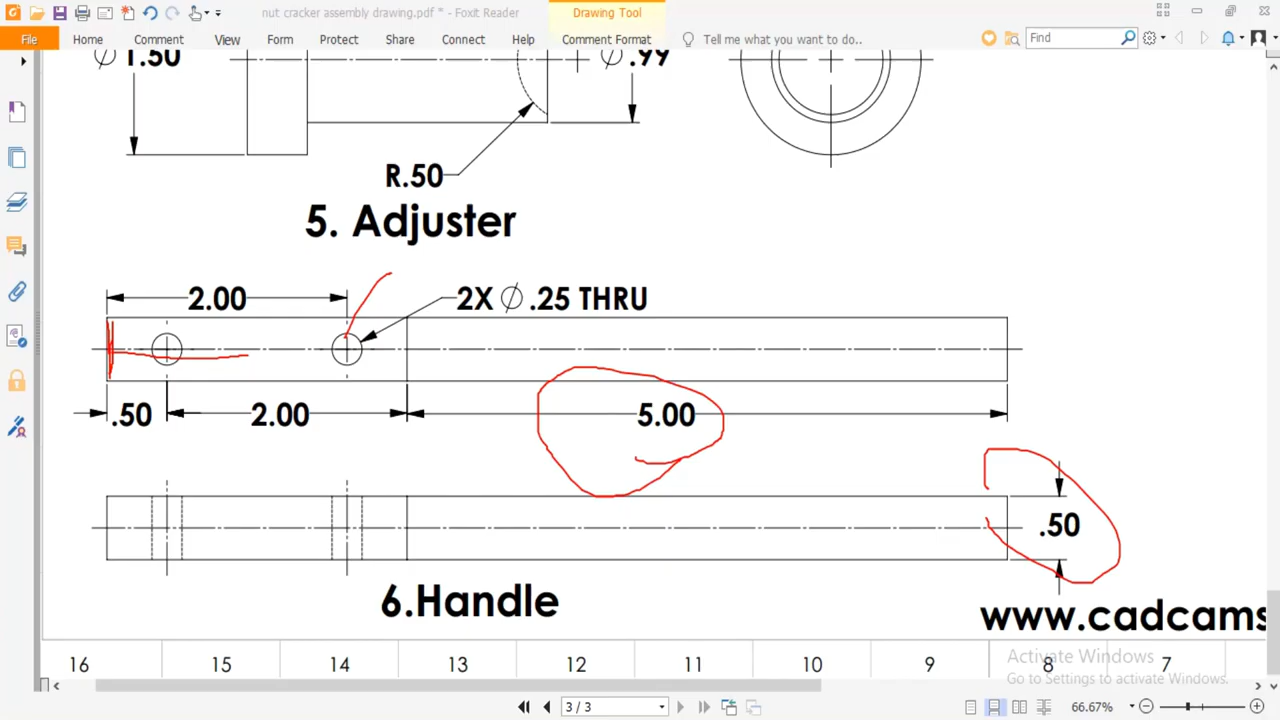 nut cracker assembly drawing.pdf * - Foxit Reader
Drawing Tool
File Home Comment View Form Protect Share Connect Help Comment Format Tell me what you want to do.. Find
Ø 1.50
Ø .99
R.50
5. Adjuster
2.00
2X Ø .25 THRU
.50 2.00 5.00
.50
6.Handle
www.cadcams
16 15 14 13 12 11 10 9 8 7
Activate Windows
Go to Settings to activate Windows.
3 / 3
66.67%